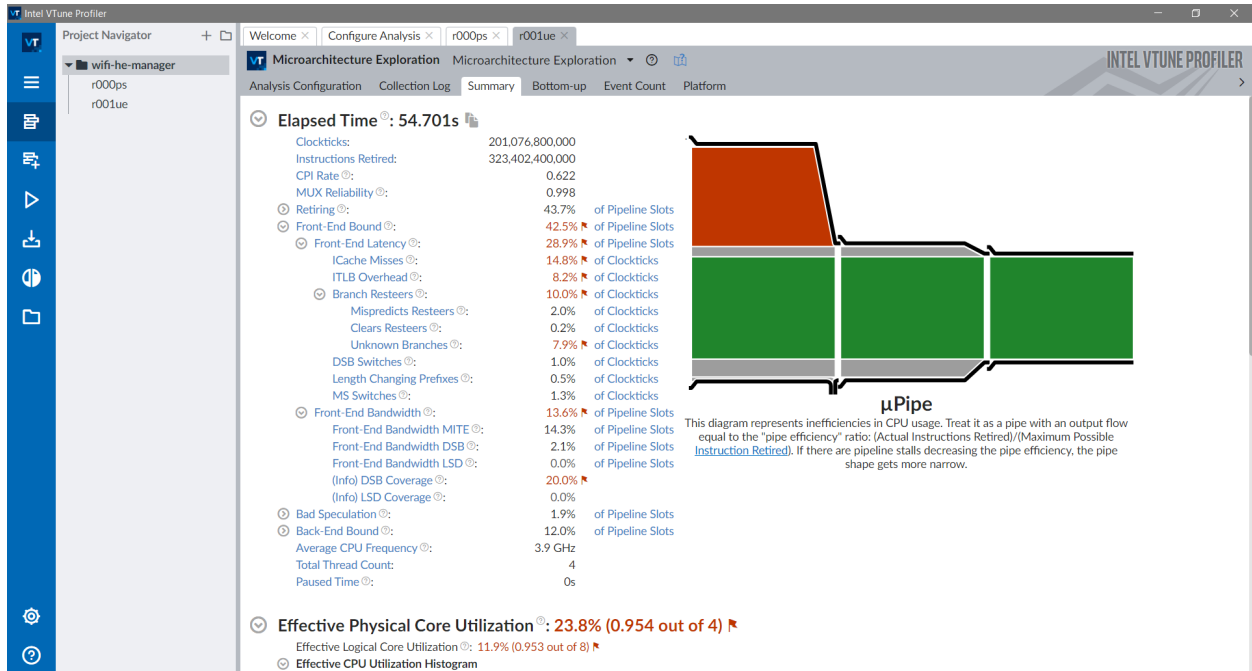 VT Intel VTune Profiler
Project Navigator
wifi-he-manager
r000ps
r001ue
Welcome × Configure Analysis × r000ps × r001ue ×
VT Microarchitecture Exploration Microarchitecture Exploration INTEL VTUNE PROFILER
Analysis Configuration Collection Log Summary Bottom-up Event Count Platform
Elapsed Time: 54.701s
Clockticks: 201,076,800,000
Instructions Retired: 323,402,400,000
CPI Rate: 0.622
MUX Reliability: 0.998
Retiring: 43.7% of Pipeline Slots
Front-End Bound: 42.5% of Pipeline Slots
Front-End Latency: 28.9% of Pipeline Slots
ICache Misses: 14.8% of Clockticks
ITLB Overhead: 8.2% of Clockticks
Branch Resteers: 10.0% of Clockticks
Mispredicts Resteers: 2.0% of Clockticks
Clears Resteers: 0.2% of Clockticks
Unknown Branches: 7.9% of Clockticks
DSB Switches: 1.0% of Clockticks
Length Changing Prefixes: 0.5% of Clockticks
MS Switches: 1.3% of Clockticks
Front-End Bandwidth: 13.6% of Pipeline Slots
Front-End Bandwidth MITE: 14.3% of Pipeline Slots
Front-End Bandwidth DSB: 2.1% of Pipeline Slots
Front-End Bandwidth LSD: 0.0% of Pipeline Slots
(Info) DSB Coverage: 20.0%
(Info) LSD Coverage: 0.0%
Bad Speculation: 1.9% of Pipeline Slots
Back-End Bound: 12.0% of Pipeline Slots
Average CPU Frequency: 3.9 GHz
Total Thread Count: 4
Paused Time: 0s
µPipe
This diagram represents inefficiencies in CPU usage. Treat it as a pipe with an output flow
equal to the "pipe efficiency" ratio: (Actual Instructions Retired)/(Maximum Possible
Instruction Retired). If there are pipeline stalls decreasing the pipe efficiency, the pipe
shape gets more narrow.
Effective Physical Core Utilization: 23.8% (0.954 out of 4)
Effective Logical Core Utilization: 11.9% (0.953 out of 8)
Effective CPU Utilization Histogram